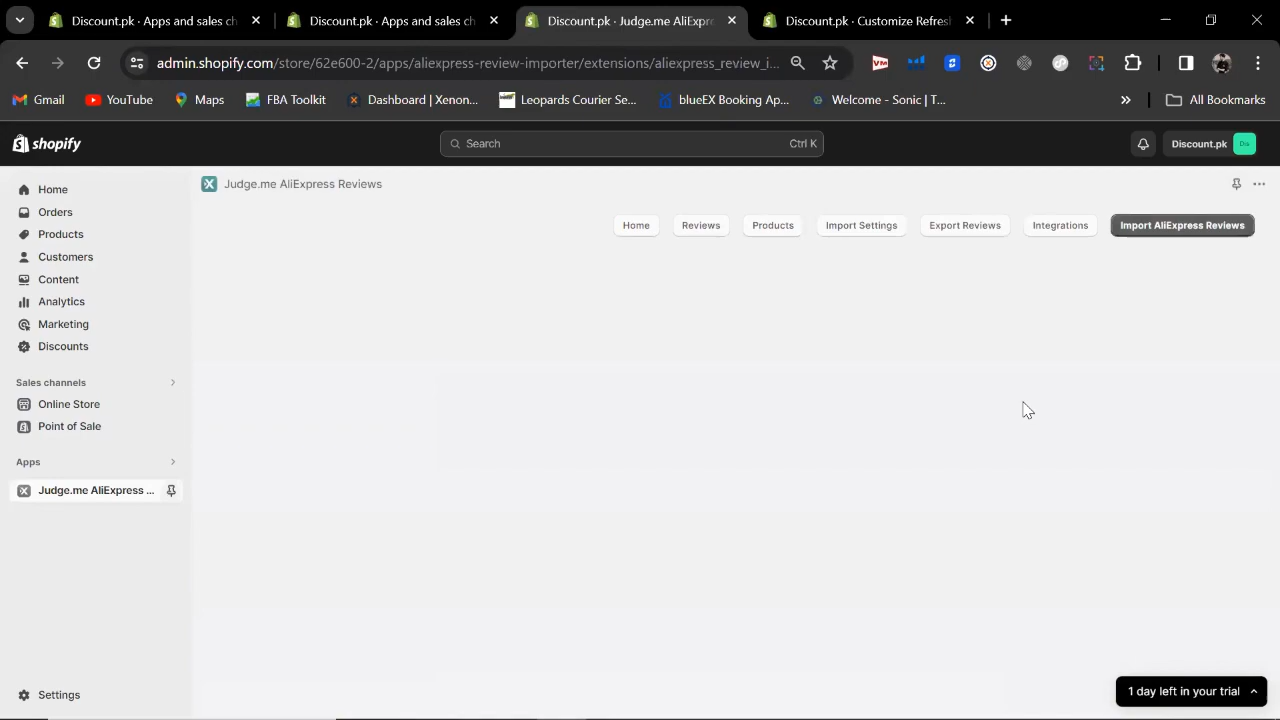 Discount.pk · Apps and sales ch
Discount.pk · Apps and sales ch
Discount.pk · Judge.me AliExpr
Discount.pk · Customize Refresh
admin.shopify.com/store/62e600-2/apps/aliexpress-review-importer/extensions/aliexpress_review_i...
Gmail
YouTube
Maps
FBA Toolkit
Dashboard | Xenon...
Leopards Courier Se...
blueEX Booking Ap...
Welcome - Sonic | T...
All Bookmarks
shopify
Search
Ctrl K
Discount.pk
Dis
Home
Orders
Products
Customers
Content
Analytics
Marketing
Discounts
Sales channels
Online Store
Point of Sale
Apps
Judge.me AliExpress ...
Settings
Judge.me AliExpress Reviews
Home
Reviews
Products
Import Settings
Export Reviews
Integrations
Import AliExpress Reviews
1 day left in your trial